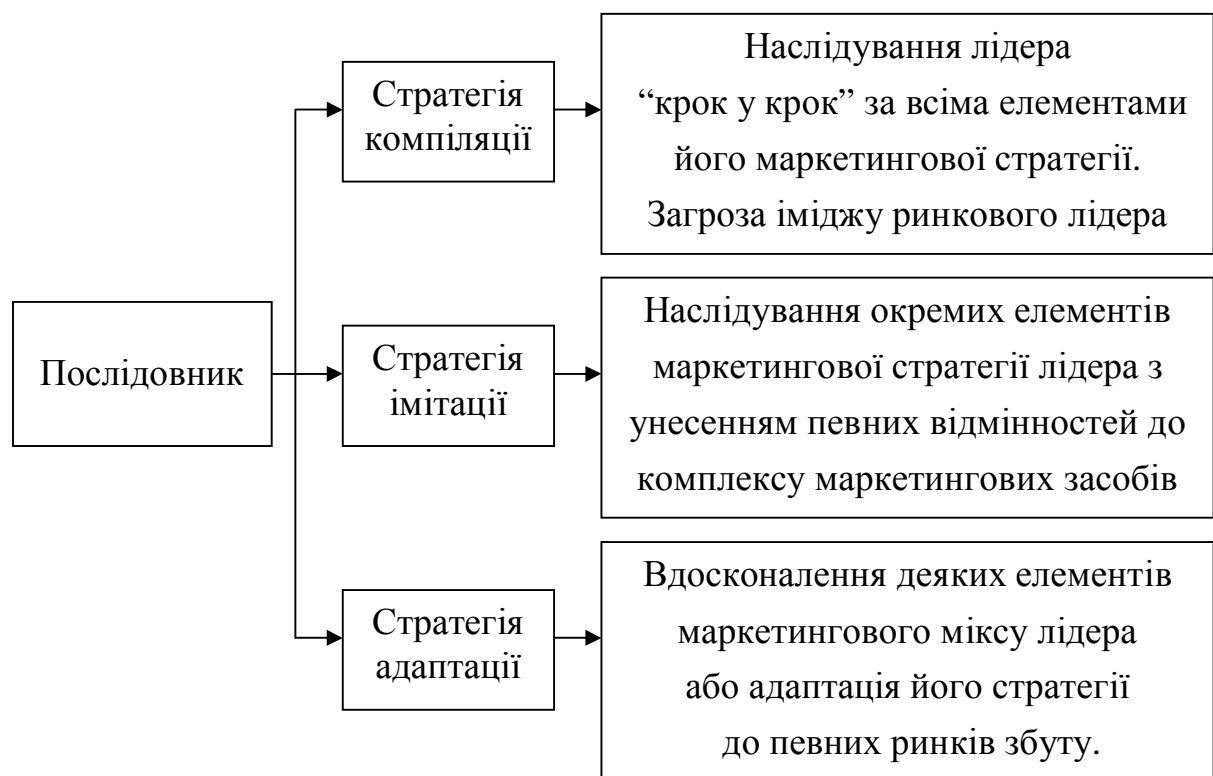 Послідовник
Стратегія
компіляції
Наслідування лідера
“крок у крок” за всіма елементами
його маркетингової стратегії.
Загроза іміджу ринкового лідера
Стратегія
імітації
Наслідування окремих елементів
маркетингової стратегії лідера з
унесенням певних відмінностей до
комплексу маркетингових засобів
Стратегія
адаптації
Вдосконалення деяких елементів
маркетингового міксу лідера
або адаптація його стратегії
до певних ринків збуту.